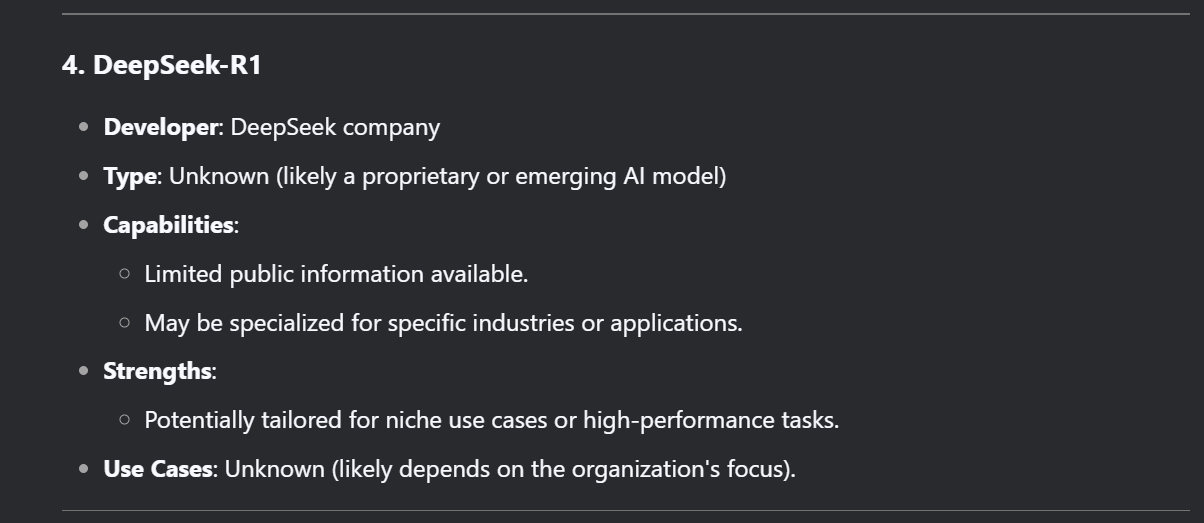 4. DeepSeek-R1
Developer: DeepSeek company
Type: Unknown (likely a proprietary or emerging AI model)
Capabilities:
Limited public information available.
May be specialized for specific industries or applications.
Strengths:
Potentially tailored for niche use cases or high-performance tasks.
Use Cases: Unknown (likely depends on the organization's focus).